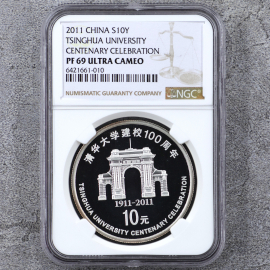 2011 CHINA S10Y
TSINGHUA UNIVERSITY
CENTENARY CELEBRATION
PF 69 ULTRA CAMEO
6421661-010
NUMISMATIC GUARANTY COMPANY
NGC
清华大学建校100周年
1911-2011
10元
TSINGHUA UNIVERSITY CENTENARY CELEBRATION